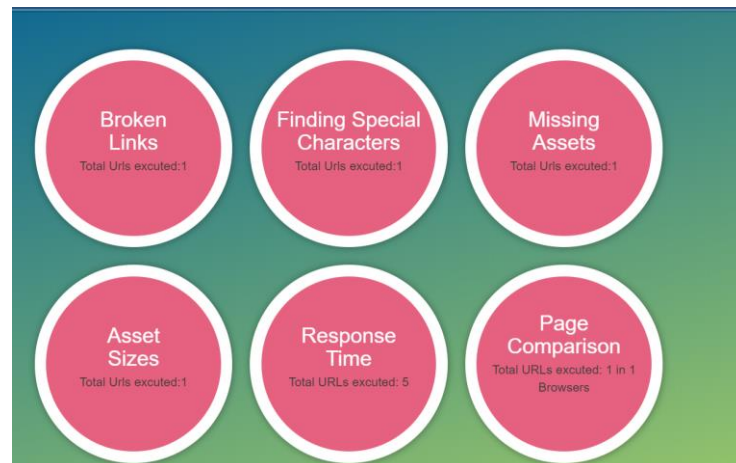 Broken
Links
Total Urls excuted:1
Finding Special
Characters
Total Urls excuted:1
Missing
Assets
Total Urls excuted:1
Asset
Sizes
Total Urls excuted:1
Response
Time
Total URLs excuted: 5
Page
Comparison
Total URLs excuted: 1 in 1
Browsers